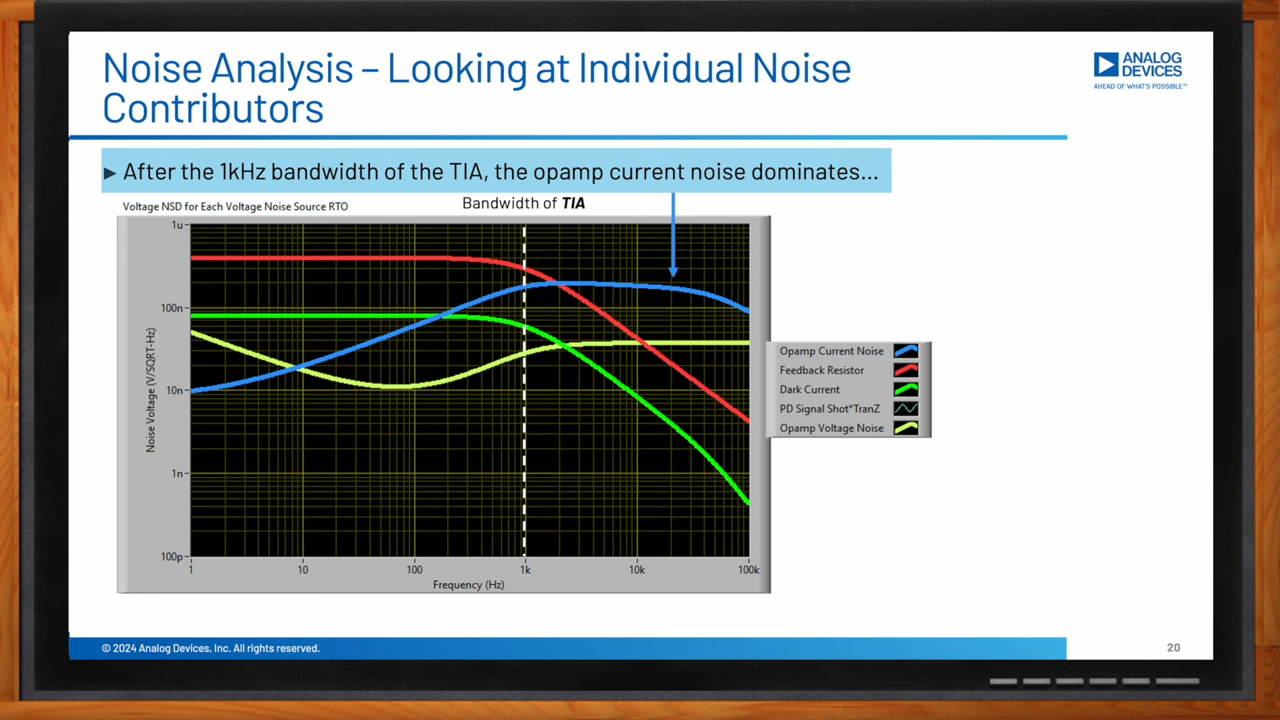 Noise Analysis – Looking at Individual Noise
Contributors
ANALOG
DEVICES
AHEAD OF WHAT'S POSSIBLE™
▸ After the 1kHz bandwidth of the TIA, the opamp current noise dominates...
Voltage NSD for Each Voltage Noise Source RTO
Bandwidth of TIA
Noise Voltage (V/SQRT-Hz)
1u
100n
10n
1n
100p
1
10
100
1k
10k
100k
Frequency (Hz)
Opamp Current Noise
Feedback Resistor
Dark Current
PD Signal Shot*TranZ
Opamp Voltage Noise
© 2024 Analog Devices, Inc. All rights reserved.
20